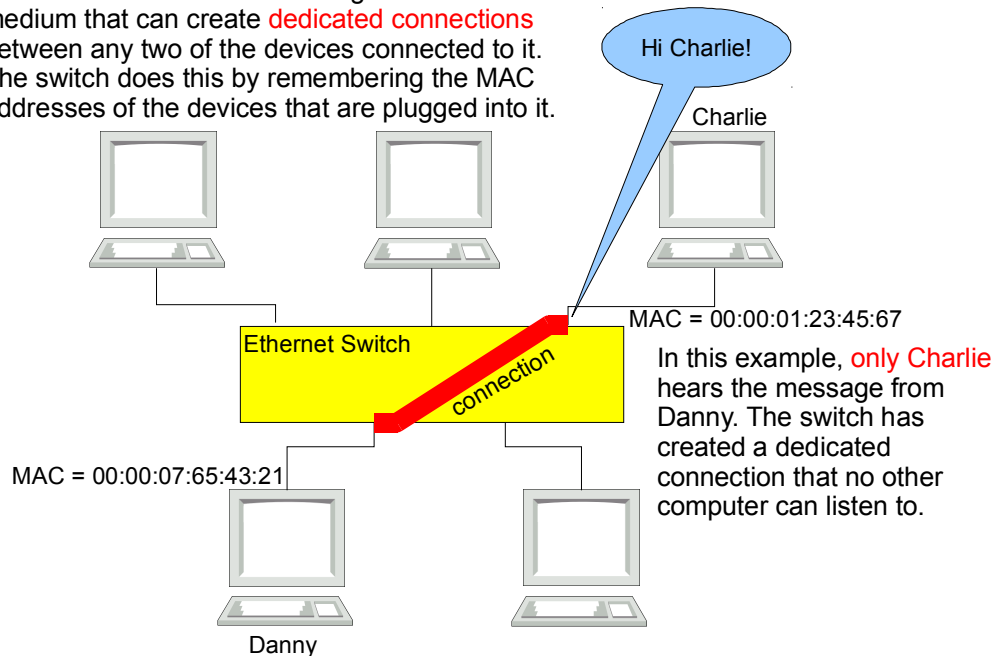 medium that can create dedicated connections
between any two of the devices connected to it.
The switch does this by remembering the MAC
addresses of the devices that are plugged into it.
Hi Charlie!
Charlie
MAC = 00:00:01:23:45:67
Ethernet Switch
connection
In this example, only Charlie
hears the message from
Danny. The switch has
created a dedicated
connection that no other
computer can listen to.
MAC = 00:00:07:65:43:21
Danny